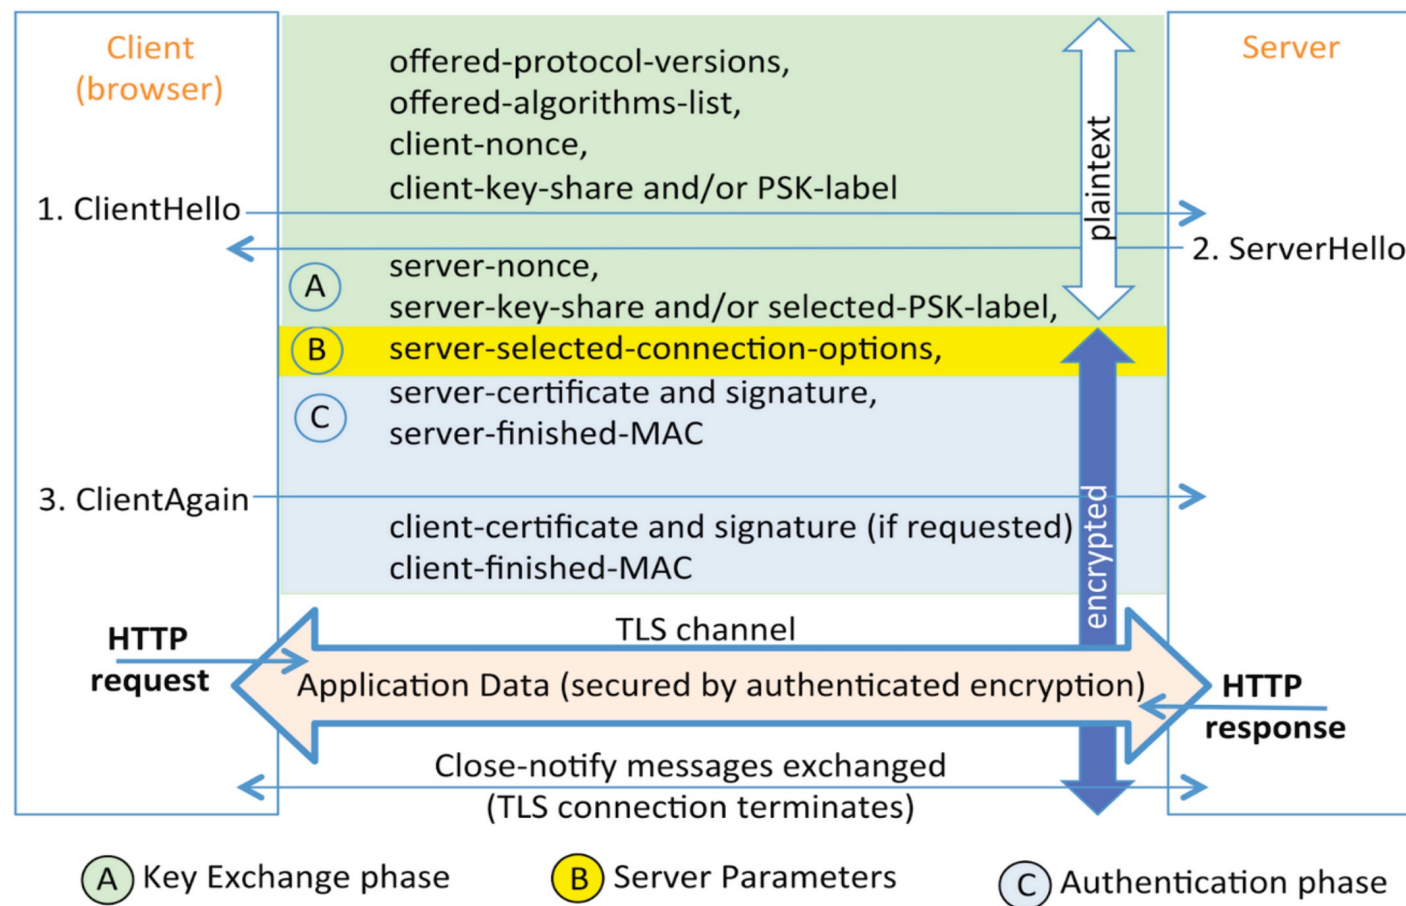 Client
(browser)
Server
offered-protocol-versions,
offered-algorithms-list,
client-nonce,
client-key-share and/or PSK-label
plaintext
1. ClientHello
2. ServerHello
A
server-nonce,
server-key-share and/or selected-PSK-label,
B
server-selected-connection-options,
C
server-certificate and signature,
server-finished-MAC
3. ClientAgain
encrypted
client-certificate and signature (if requested)
client-finished-MAC
HTTP
request
TLS channel
Application Data (secured by authenticated encryption)
HTTP
response
Close-notify messages exchanged
(TLS connection terminates)
A Key Exchange phase
B Server Parameters
C Authentication phase